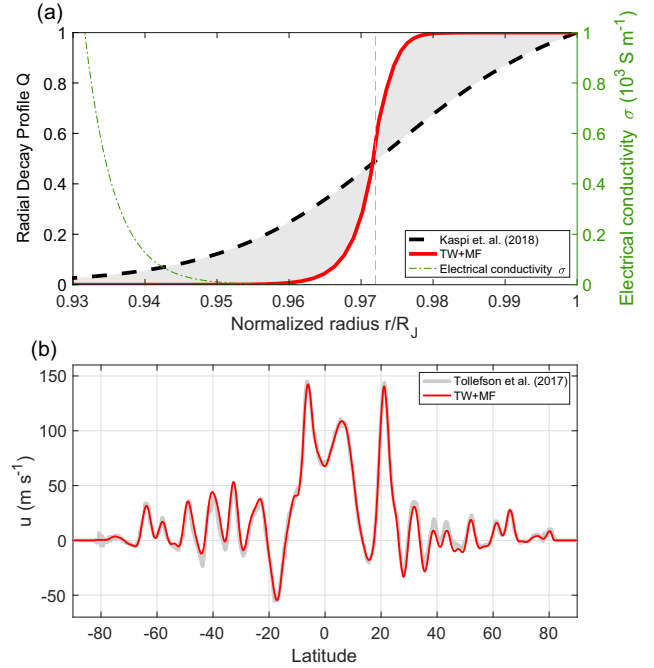 (a)
Radial Decay Profile Q
1
0.8
0.6
0.4
0.2
0
0.93
0.94
0.95
0.96
0.97
0.98
0.99
1
Normalized radius r/R_J
1
0.8
0.6
0.4
0.2
0
Electrical conductivity σ (10³ S m⁻¹)
Kaspi et. al. (2018)
TW+MF
Electrical conductivity σ
(b)
u (m s⁻¹)
150
100
50
0
-50
-80
-60
-40
-20
0
20
40
60
80
Latitude
Tollefson et al. (2017)
TW+MF